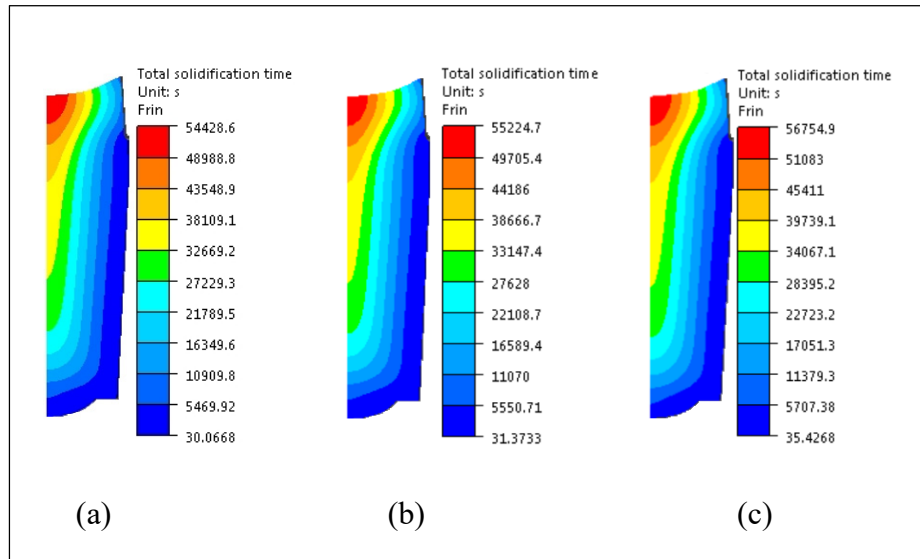 Total solidification time
Unit: s
Frin
54428.6
48988.8
43548.9
38109.1
32669.2
27229.3
21789.5
16349.6
10909.8
5469.92
30.0668
(a)
Total solidification time
Unit: s
Frin
55224.7
49705.4
44186
38666.7
33147.4
27628
22108.7
16589.4
11070
5550.71
31.3733
(b)
Total solidification time
Unit: s
Frin
56754.9
51083
45411
39739.1
34067.1
28395.2
22723.2
17051.3
11379.3
5707.38
35.4268
(c)